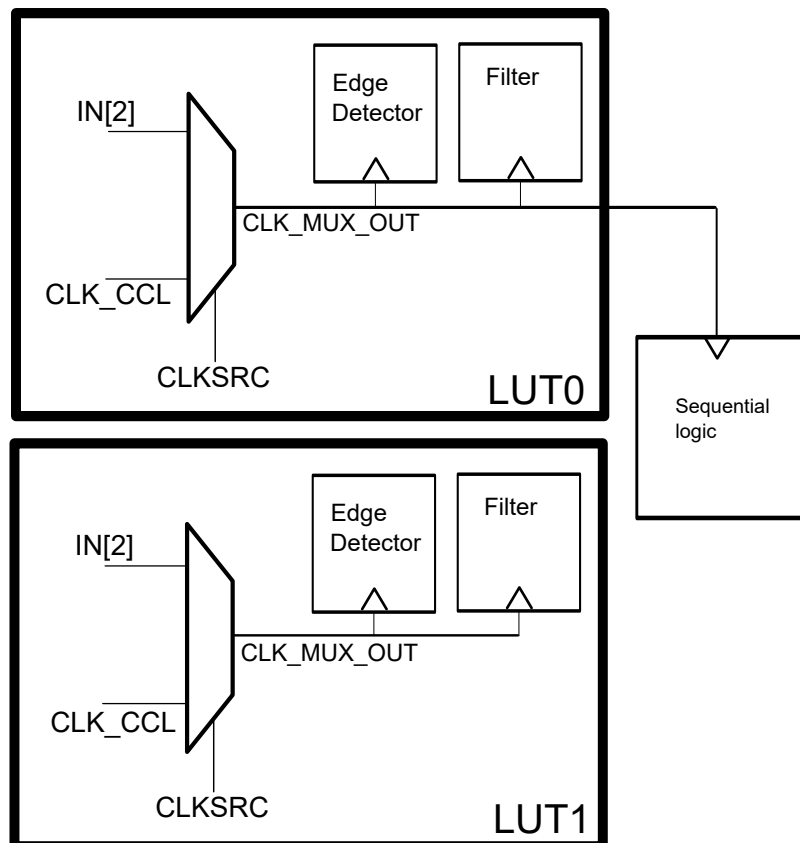 Edge
Detector
Filter
IN[2]
CLK_MUX_OUT
CLK_CCL
CLKSRC
LUT0
Sequential
logic
Edge
Detector
Filter
IN[2]
CLK_MUX_OUT
CLK_CCL
CLKSRC
LUT1